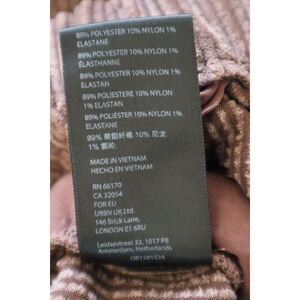 89% POLYESTER 10% NYLON 1%
ELASTANE
89% POLYESTER 10% NYLON 1%
ÉLASTHANNE
89% POLYESTER 10% NYLON 1%
ELASTAN
89% POLIESTERE 10% NYLON 1%
ELASTAN
89% POLIÉSTER 10% NYLON 1%
ELASTANE
89% 聚酯纤维 10% 尼龙
1% 氨纶
MADE IN VIETNAM
HECHO EN VIETNAM
RN 66170
CA 32054
FOR EU
URBN UK Ltd.
146 Brick Lane
LONDON E1 6RU
Leidsestraat 32, 1017 PB
Amsterdam, Netherlands
OB1281524